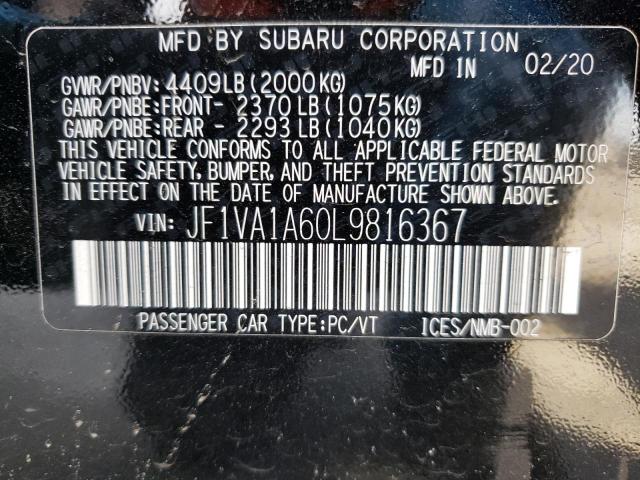 MFD BY SUBARU CORPORATION
MFD IN 02/20
GVWR/PNBV: 4409LB(2000KG)
GAWR/PNBE:FRONT- 2370 LB(1075KG)
GAWR/PNBE:REAR - 2293 LB(1040KG)
THIS VEHICLE CONFORMS TO ALL APPLICABLE FEDERAL MOTOR
VEHICLE SAFETY, BUMPER, AND THEFT PREVENTION STANDARDS
IN EFFECT ON THE DATE OF MANUFACTURE SHOWN ABOVE.
VIN: JF1VA1A60L9816367
PASSENGER CAR TYPE:PC/VT ICES/NMB-002